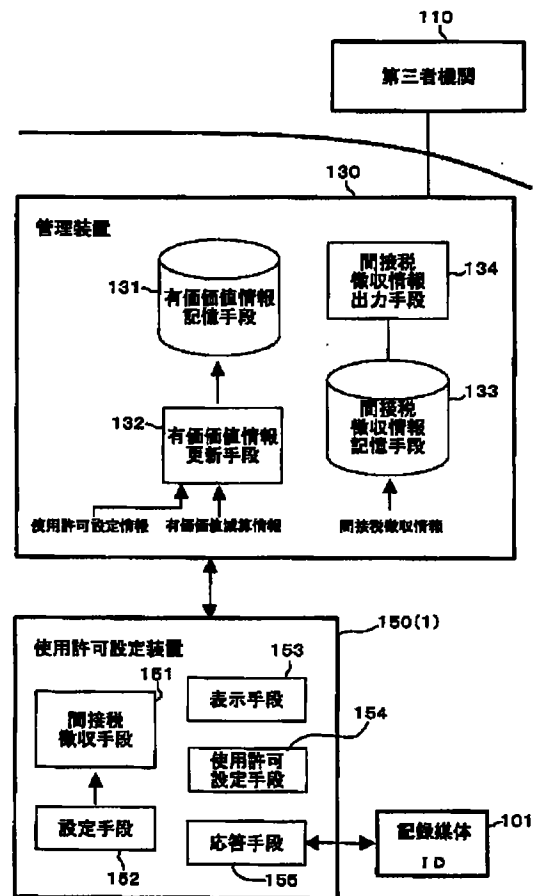 110
第三者機関
130
管理装置
131
有価価値情報
記憶手段
間接税
徴収情報
出力手段
134
132
有価価値情報
更新手段
間接税
徴収情報
記憶手段
133
使用許可設定情報
有価価値減算情報
間接税徴収情報
150(1)
使用許可設定装置
151
間接税
徴収手段
153
表示手段
154
使用許可
設定手段
設定手段
152
応答手段
155
記録媒体
ID
101